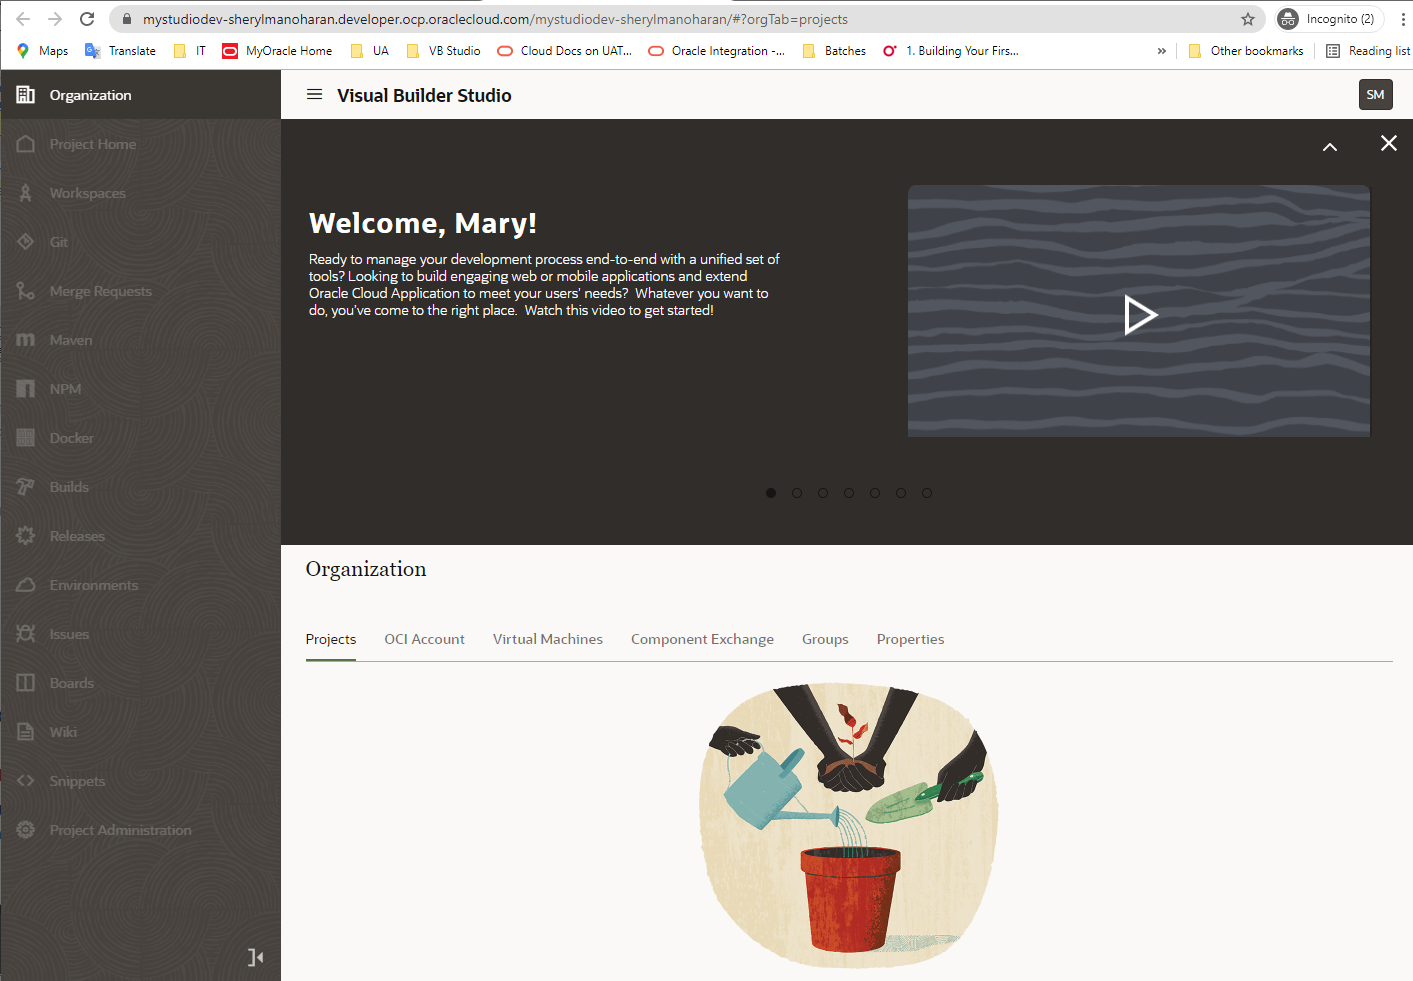 mystudiodev-sherylmanoharan.developer.ocp.oraclecloud.com/mystudiodev-sherylmanoharan/#?orgTab=projects
Incognito (2)
Maps Translate IT MyOracle Home UA VB Studio Cloud Docs on UAT... Oracle Integration -... Batches 1. Building Your Firs... » Other bookmarks Reading list
Organization
Visual Builder Studio
SM
Project Home
Workspaces
Git
Merge Requests
Maven
NPM
Docker
Builds
Releases
Environments
Issues
Boards
Wiki
Snippets
Project Administration
Welcome, Mary!
Ready to manage your development process end-to-end with a unified set of
tools? Looking to build engaging web or mobile applications and extend
Oracle Cloud Application to meet your users' needs? Whatever you want to
do, you've come to the right place. Watch this video to get started!
Organization
Projects OCI Account Virtual Machines Component Exchange Groups Properties